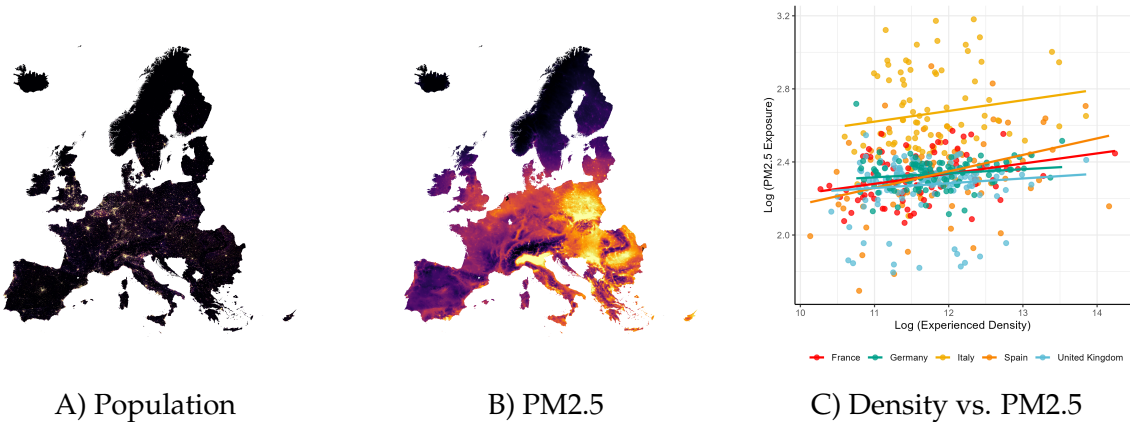 3.2
2.8
2.4
2.0
Log (PM2.5 Exposure)
10
11
12
13
14
Log (Experienced Density)
France
Germany
Italy
Spain
United Kingdom
A) Population
B) PM2.5
C) Density vs. PM2.5